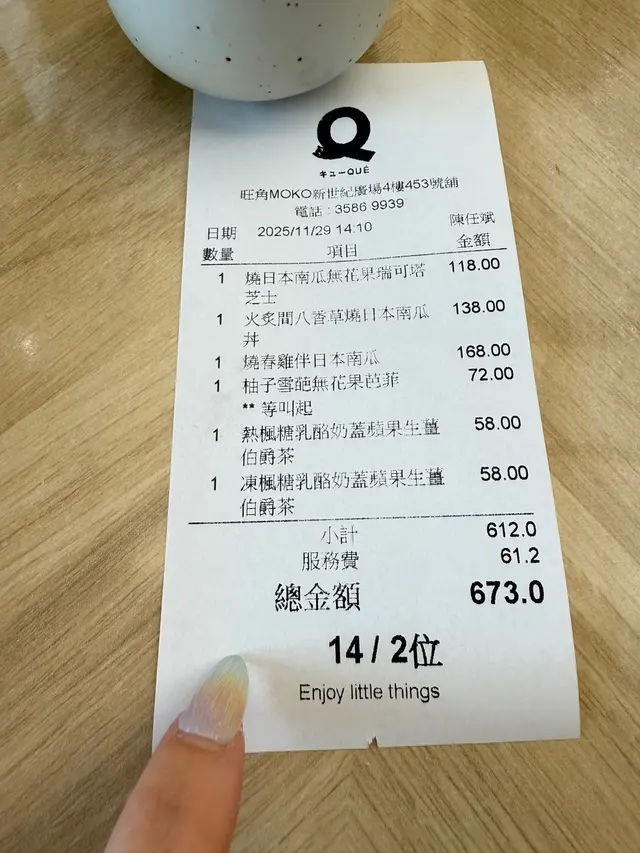 Q
キューQUE
旺角MOKO新世紀廣場4樓453號舖
電話 : 3586 9939
日期 2025/11/29 14:10 陳任斌
數量 項目 金額
1 燒日本南瓜無花果瑞可塔 118.00
芝士
1 火炙間八香草燒日本南瓜 138.00
丼
1 燒春雞伴日本南瓜 168.00
1 柚子雪葩無花果芭菲 72.00
** 等叫起
1 熱楓糖乳酪奶蓋蘋果生薑 58.00
伯爵茶
1 凍楓糖乳酪奶蓋蘋果生薑 58.00
伯爵茶
小計 612.0
服務費 61.2
總金額 673.0
14 / 2位
Enjoy little things